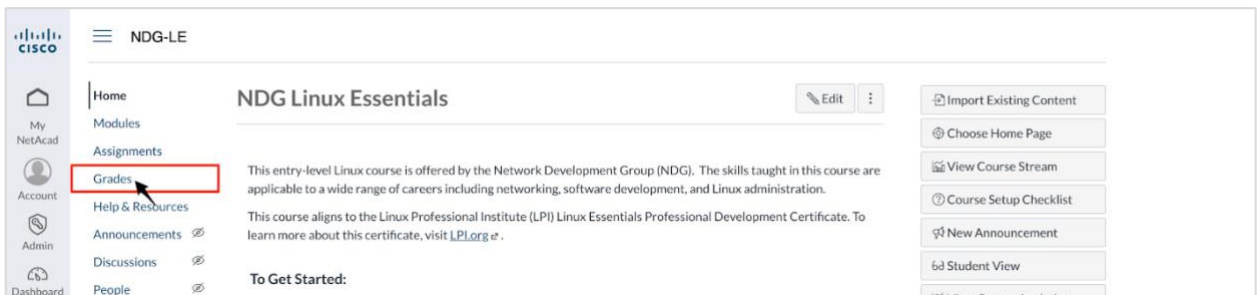 CISCO
NDG-LE
My
NetAcad
Account
Admin
Dashboard
Home
Modules
Assignments
Grades
Help & Resources
Announcements
Discussions
People
NDG Linux Essentials
Edit
This entry-level Linux course is offered by the Network Development Group (NDG). The skills taught in this course are
applicable to a wide range of careers including networking, software development, and Linux administration.
This course aligns to the Linux Professional Institute (LPI) Linux Essentials Professional Development Certificate. To
learn more about this certificate, visit LPI.org.
To Get Started:
Import Existing Content
Choose Home Page
View Course Stream
Course Setup Checklist
New Announcement
Student View